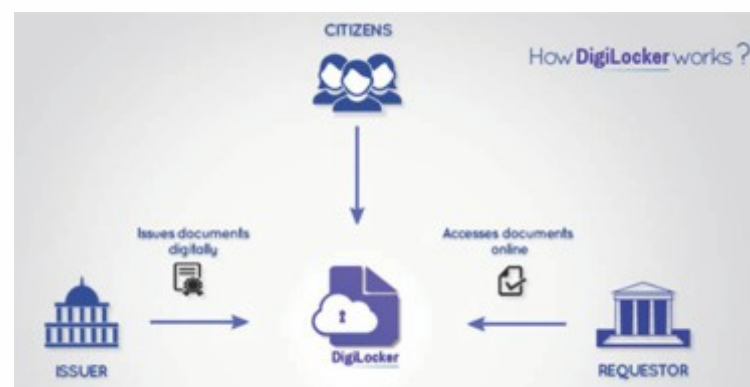 CITIZENS
How DigiLocker works ?
Issues documents
digitally
Accesses documents
online
DigiLocker
ISSUER
REQUESTOR